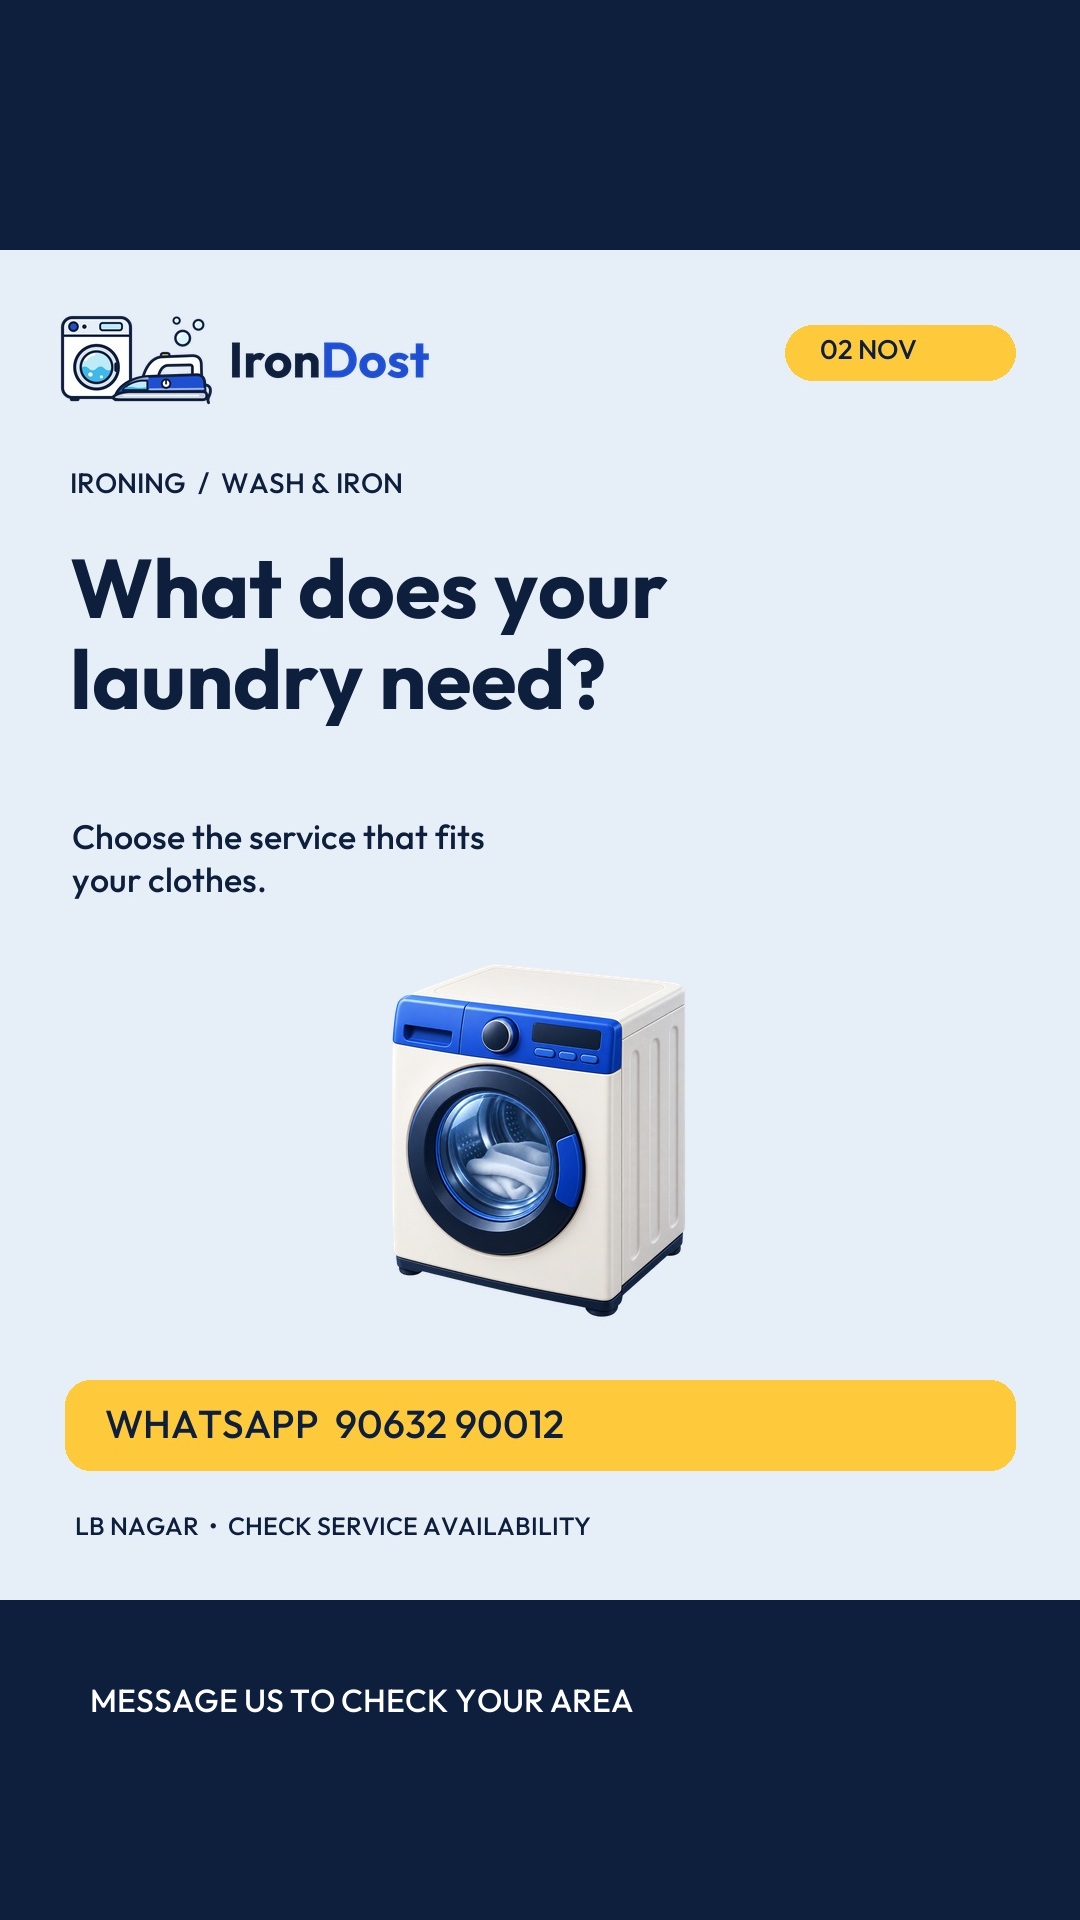 IronDost
02 NOV
IRONING / WASH & IRON
What does your
laundry need?
Choose the service that fits
your clothes.
WHATSAPP 90632 90012
LB NAGAR • CHECK SERVICE AVAILABILITY
MESSAGE US TO CHECK YOUR AREA